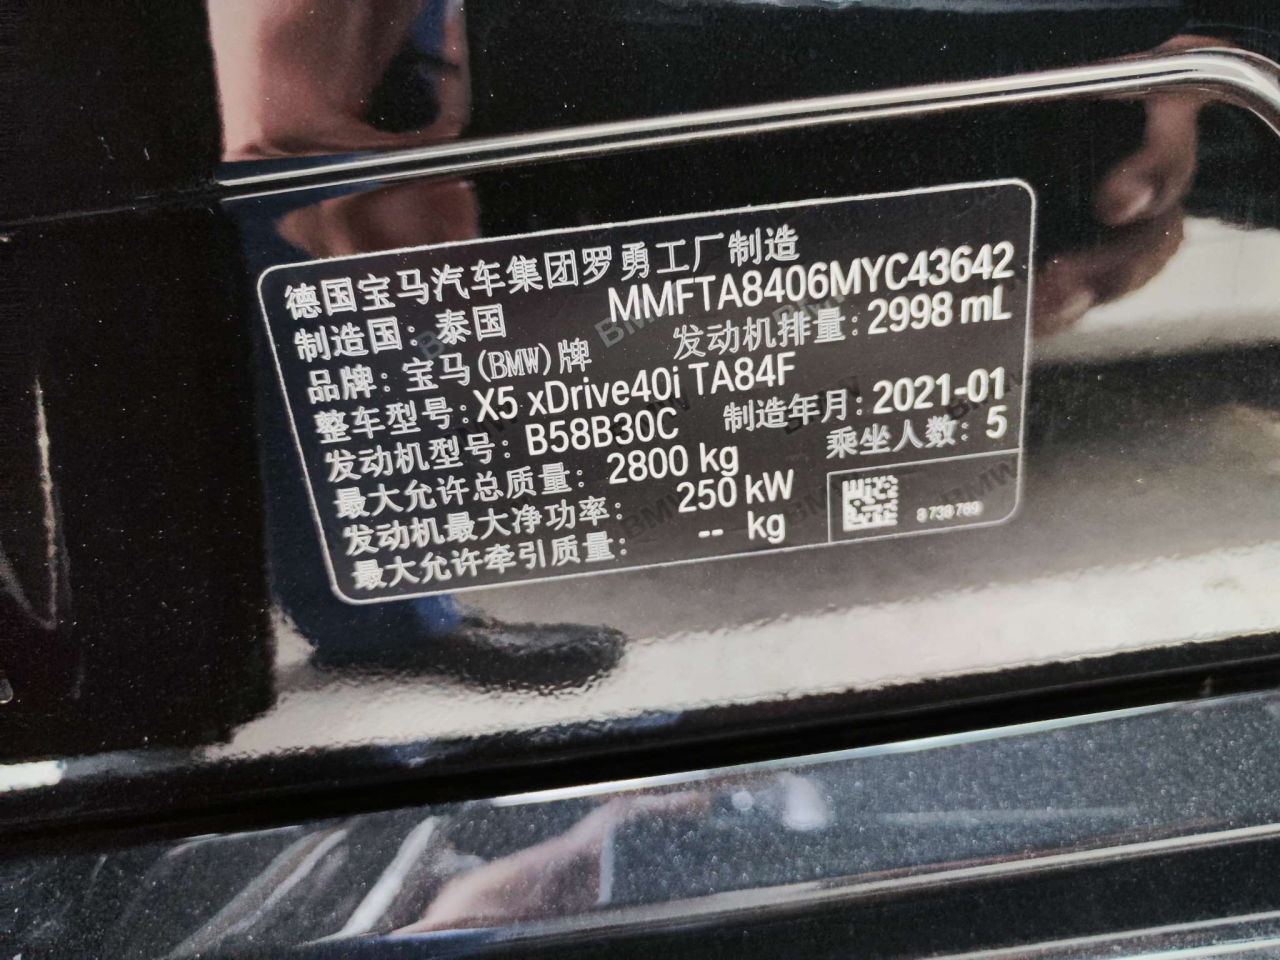 德国宝马汽车集团罗勇工厂制造
制造国：泰国 MMFTA8406MYC43642
品牌：宝马(BMW)牌 发动机排量：2998 mL
整车型号：X5 xDrive40i TA84F
发动机型号：B58B30C 制造年月：2021-01
最大允许总质量：2800 kg 乘坐人数：5
发动机最大净功率：250 kW
最大允许牵引质量：-- kg
8 738 789